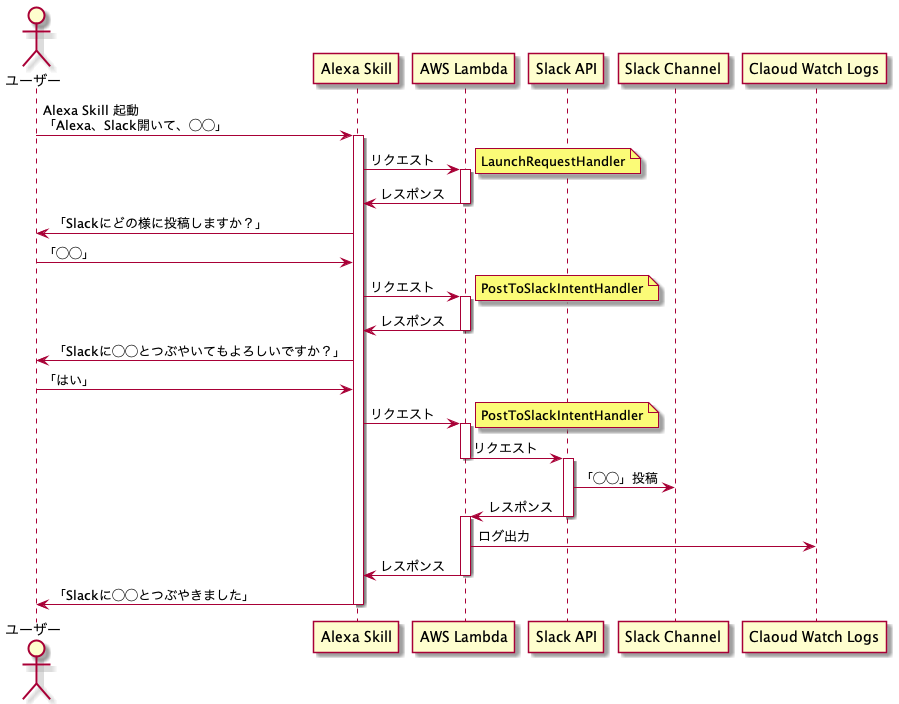 ユーザー
Alexa Skill
AWS Lambda
Slack API
Slack Channel
Claoud Watch Logs
Alexa Skill 起動
「Alexa、Slack開いて、◯◯」
リクエスト
LaunchRequestHandler
レスポンス
「Slackにどの様に投稿しますか？」
「◯◯」
リクエスト
PostToSlackIntentHandler
レスポンス
「Slackに◯◯とつぶやいてもよろしいですか？」
「はい」
リクエスト
PostToSlackIntentHandler
リクエスト
「◯◯」投稿
レスポンス
ログ出力
レスポンス
「Slackに◯◯とつぶやきました」
ユーザー
Alexa Skill
AWS Lambda
Slack API
Slack Channel
Claoud Watch Logs